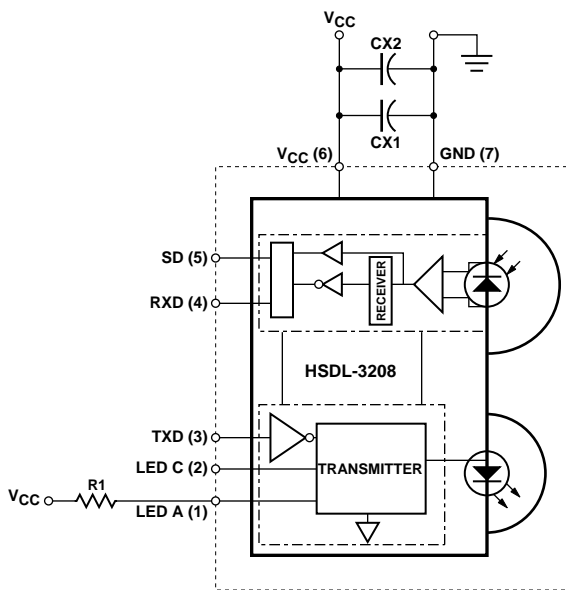 VCC
CX2
CX1
VCC (6)
GND (7)
SD (5)
RXD (4)
RECEIVER
HSDL-3208
TXD (3)
LED C (2)
TRANSMITTER
VCC
R1
LED A (1)